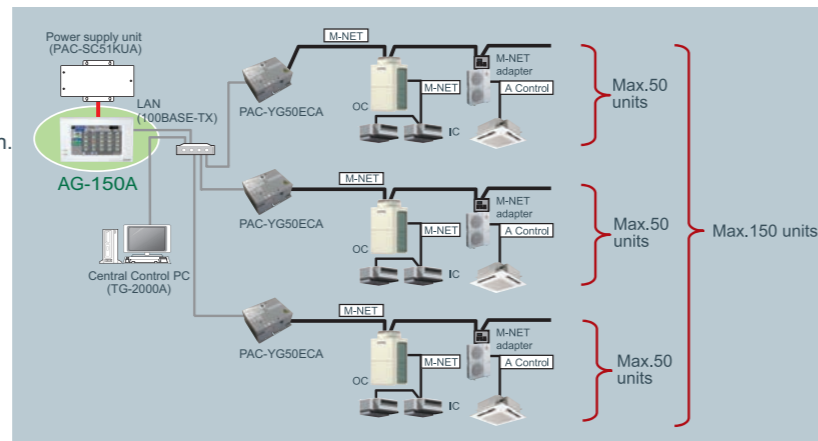 Power supply unit
(PAC-SC51KUA)
LAN
(100BASE-TX)
n.
AG-150A
Central Control PC
(TG-2000A)
M-NET
PAC-YG50ECA
OC
M-NET
IC
M-NET
adapter
A Control
Max.50
units
M-NET
PAC-YG50ECA
OC
M-NET
IC
M-NET
adapter
A Control
Max.50
units
Max.150 units
M-NET
PAC-YG50ECA
OC
M-NET
IC
M-NET
adapter
A Control
Max.50
units